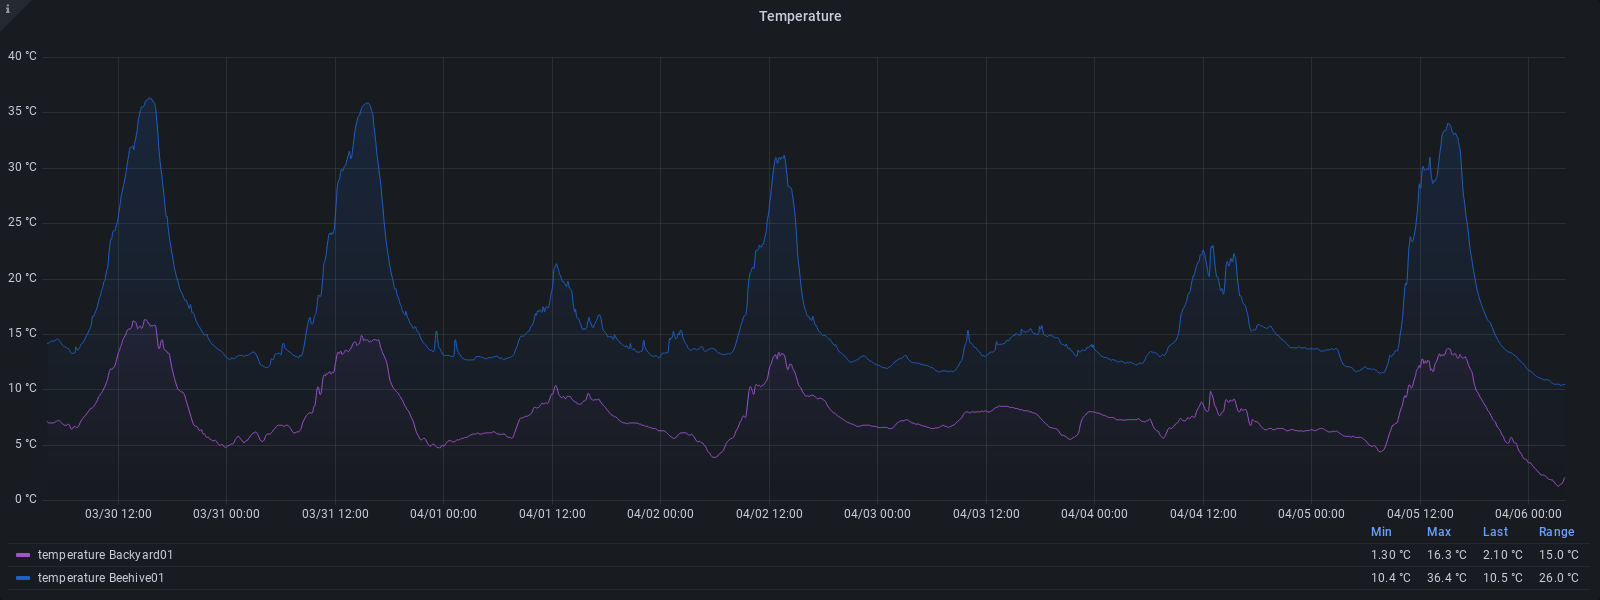 i
Temperature
40 °C
35 °C
30 °C
25 °C
20 °C
15 °C
10 °C
5 °C
0 °C
03/30 12:00 03/31 00:00 03/31 12:00 04/01 00:00 04/01 12:00 04/02 00:00 04/02 12:00 04/03 00:00 04/03 12:00 04/04 00:00 04/04 12:00 04/05 00:00 04/05 12:00 04/06 00:00
Min Max Last Range
temperature Backyard01 1.30 °C 16.3 °C 2.10 °C 15.0 °C
temperature Beehive01 10.4 °C 36.4 °C 10.5 °C 26.0 °C